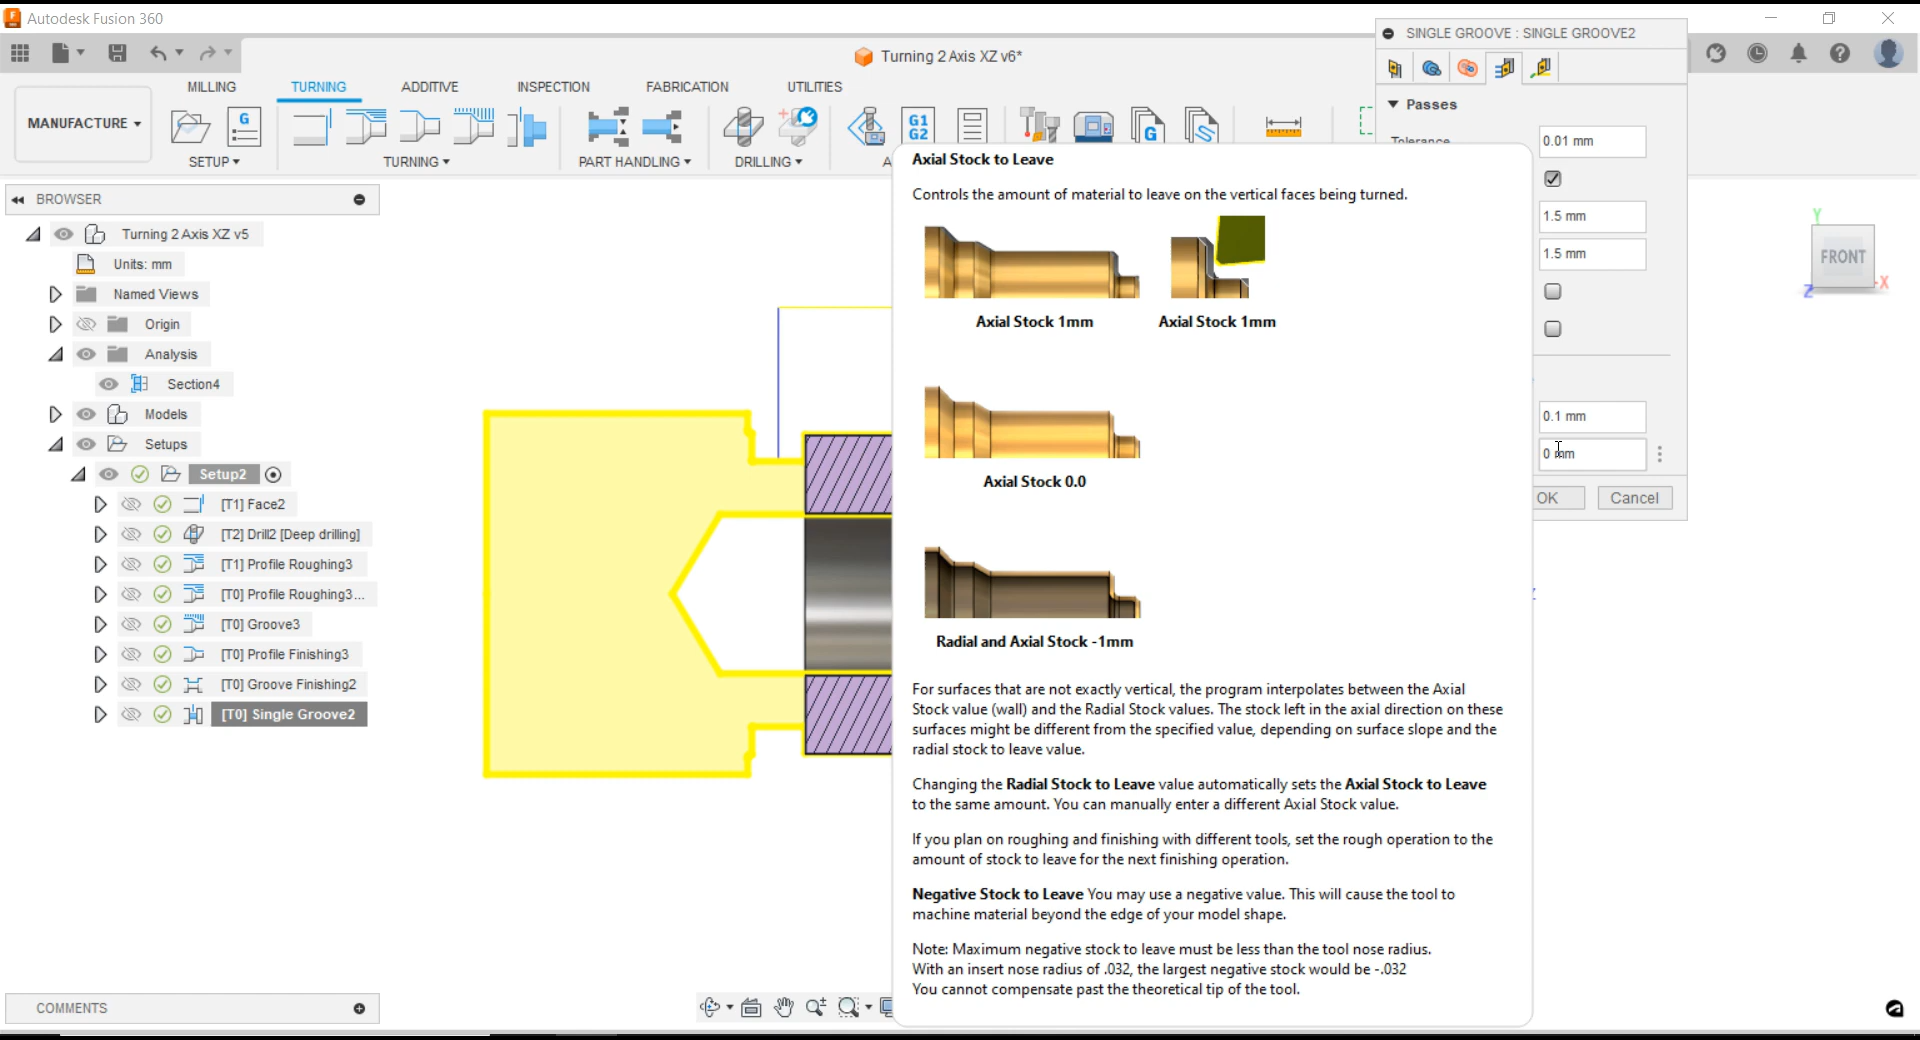 Autodesk Fusion 360
Turning 2 Axis XZ v6*
SINGLE GROOVE : SINGLE GROOVE2
MILLING
TURNING
ADDITIVE
INSPECTION
FABRICATION
UTILITIES
MANUFACTURE
G
G1
G2
G
SETUP
TURNING
PART HANDLING
DRILLING
A
Passes
Tolerance
0.01 mm
1.5 mm
1.5 mm
0.1 mm
0 mm
OK
Cancel
BROWSER
Turning 2 Axis XZ v5
Units: mm
Named Views
Origin
Analysis
Section4
Models
Setups
Setup2
[T1] Face2
[T2] Drill2 [Deep drilling]
[T1] Profile Roughing3
[T0] Profile Roughing3...
[T0] Groove3
[T0] Profile Finishing3
[T0] Groove Finishing2
[T0] Single Groove2
COMMENTS
Axial Stock to Leave
Controls the amount of material to leave on the vertical faces being turned.
Axial Stock 1mm
Axial Stock 1mm
Axial Stock 0.0
Radial and Axial Stock -1mm
For surfaces that are not exactly vertical, the program interpolates between the Axial
Stock value (wall) and the Radial Stock values. The stock left in the axial direction on these
surfaces might be different from the specified value, depending on surface slope and the
radial stock to leave value.
Changing the Radial Stock to Leave value automatically sets the Axial Stock to Leave
to the same amount. You can manually enter a different Axial Stock value.
If you plan on roughing and finishing with different tools, set the rough operation to the
amount of stock to leave for the next finishing operation.
Negative Stock to Leave You may use a negative value. This will cause the tool to
machine material beyond the edge of your model shape.
Note: Maximum negative stock to leave must be less than the tool nose radius.
With an insert nose radius of .032, the largest negative stock would be -.032
You cannot compensate past the theoretical tip of the tool.
Y
FRONT
Z
X